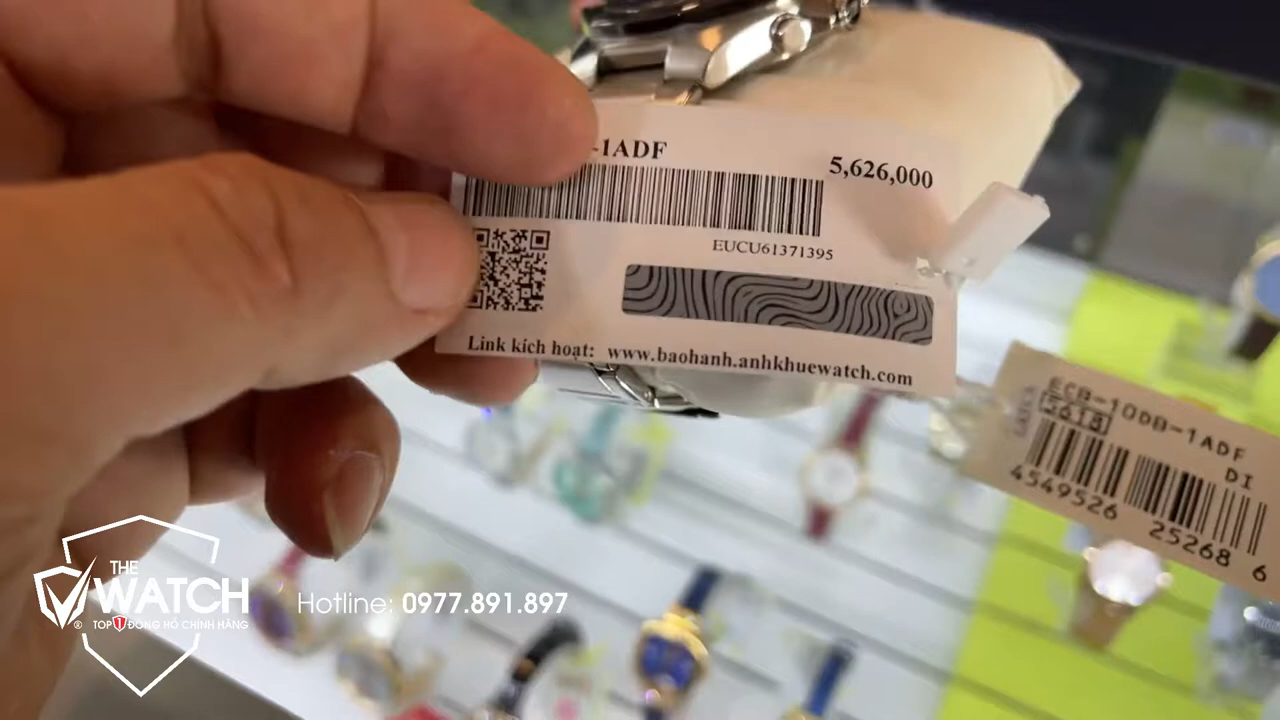 -1ADF
5,626,000
EUCU61371395
Link kích hoạt: www.baohanh.anhkhuewatch.com
ECB-10DB-1ADF
DI
4549526 25268 6
THE
WATCH
®
TOP 1 ĐỒNG HỒ CHÍNH HÃNG
Hotline: 0977.891.897